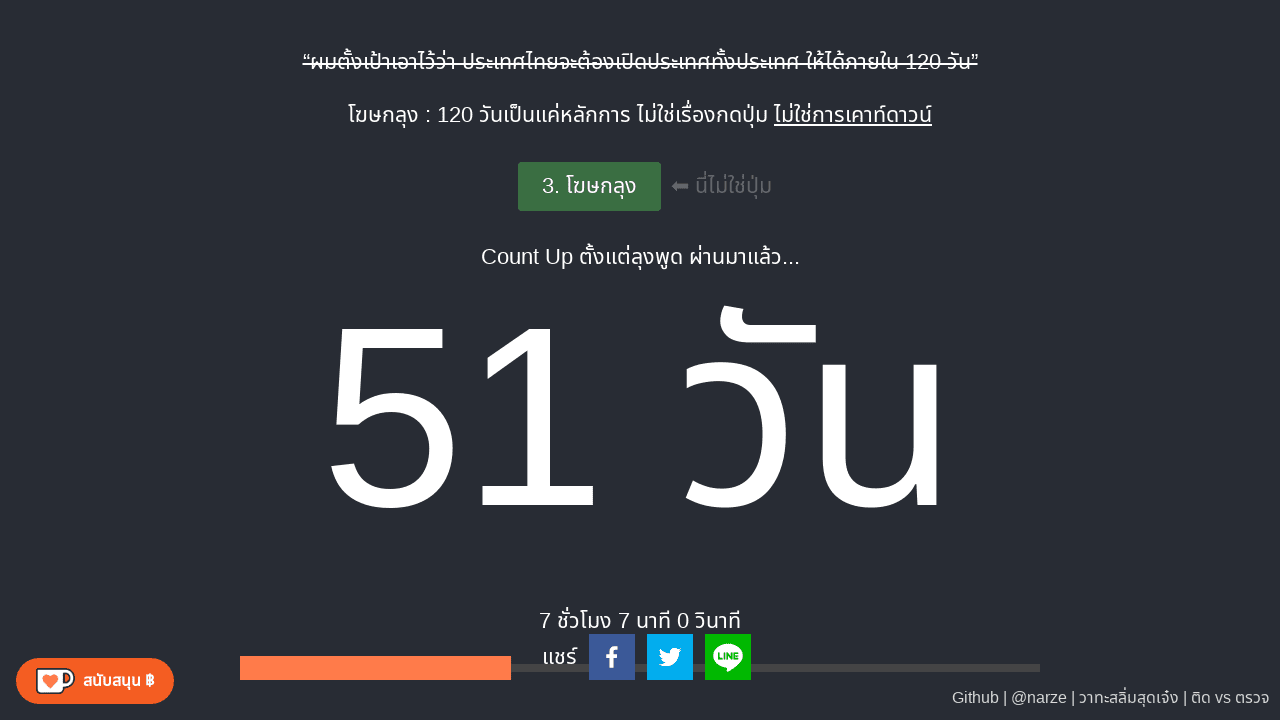 “ผมตั้งเป้าเอาไว้ว่า ประเทศไทยจะต้องเปิดประเทศทั้งประเทศ ให้ได้ภายใน 120 วัน”
โฆษกลุง : 120 วันเป็นแค่หลักการ ไม่ใช่เรื่องกดปุ่ม ไม่ใช่การเคาท์ดาวน์
3. โฆษกลุง ⬅ นี่ไม่ใช่ปุ่ม
Count Up ตั้งแต่ลุงพูด ผ่านมาแล้ว...
51 วัน
7 ชั่วโมง 7 นาที 0 วินาที
แชร์ LINE
สนับสนุน ฿
Github | @narze | วาทะสลิ่มสุดเจ๋ง | ติด vs ตรวจ